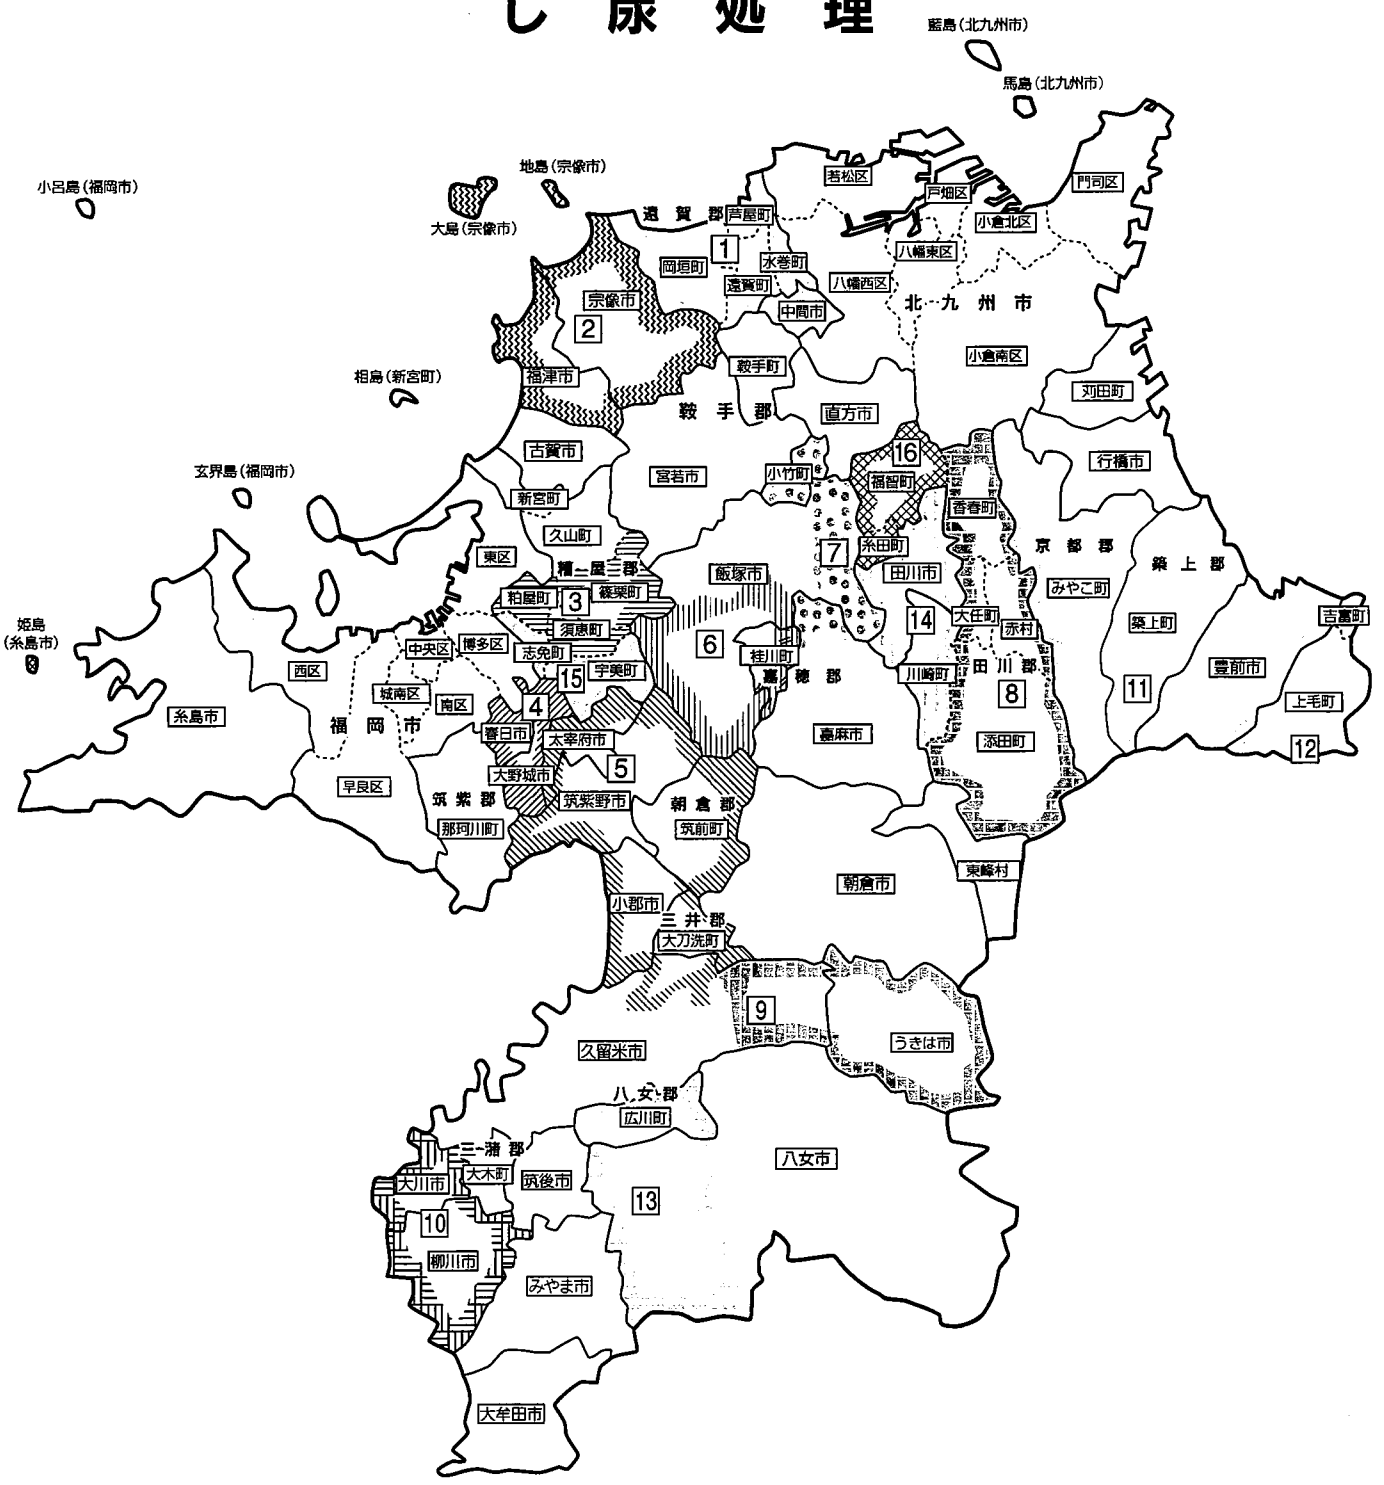 し尿処理
藍島(北九州市)
馬島(北九州市)
地島(宗像市)
小呂島(福岡市)
大島(宗像市)
若松区
門司区
戸畑区
遠賀郡
芦屋町
小倉北区
1
八幡東区
水巻町
岡垣町
遠賀町
八幡西区
宗像市
中間市
北九州市
2
小倉南区
鞍手町
相島(新宮町)
福津市
苅田町
鞍手郡
直方市
古賀市
16
行橋市
玄界島(福岡市)
宮若市
小竹町
福智町
新宮町
香春町
久山町
糸田町
京都郡
7
東区
築上郡
糟屋郡
飯塚市
田川市
みやこ町
粕屋町
篠栗町
3
大任町
吉富町
姫島
(糸島市)
須恵町
14
赤村
築上町
博多区
中央区
志免町
6
桂川町
西区
宇美町
15
川崎町
田川郡
豊前市
嘉穂郡
城南区
11
8
南区
4
上毛町
糸島市
福岡市
春日市
太宰府市
嘉麻市
添田町
12
大野城市
5
早良区
筑紫郡
筑紫野市
朝倉郡
那珂川町
筑前町
東峰村
朝倉市
小郡市
三井郡
大刀洗町
9
うきは市
久留米市
八女郡
広川町
三潴郡
八女市
大川市
大木町
筑後市
13
10
柳川市
みやま市
大牟田市